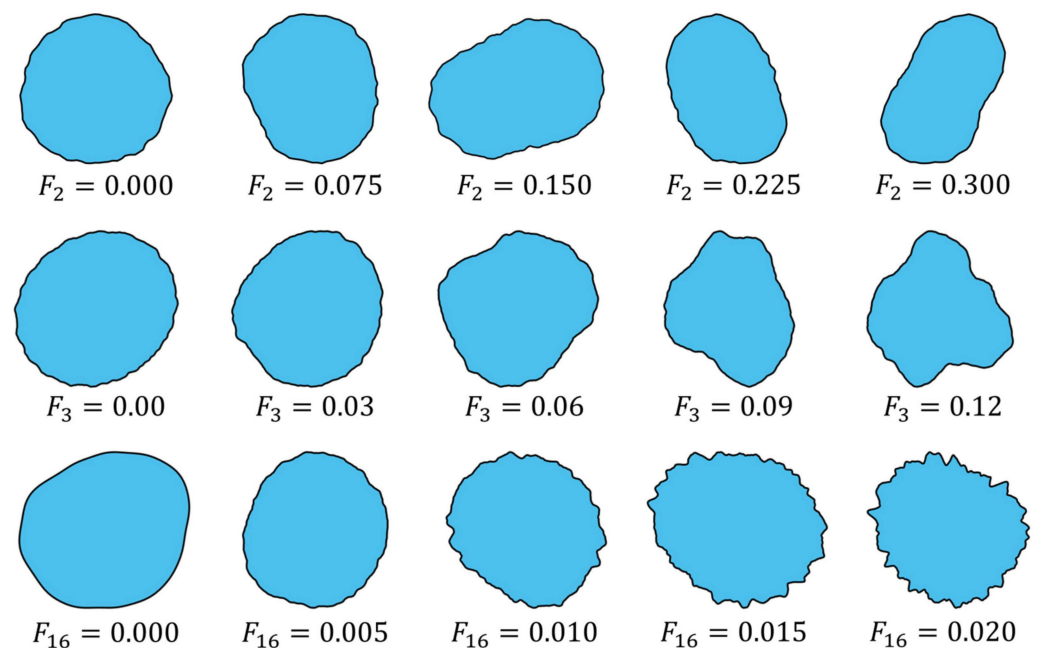 F₂ = 0.000 F₂ = 0.075 F₂ = 0.150 F₂ = 0.225 F₂ = 0.300
F₃ = 0.00 F₃ = 0.03 F₃ = 0.06 F₃ = 0.09 F₃ = 0.12
F₁₆ = 0.000 F₁₆ = 0.005 F₁₆ = 0.010 F₁₆ = 0.015 F₁₆ = 0.020